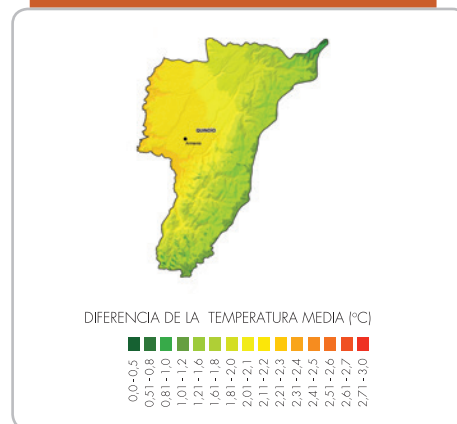 QUINDÍO
Armenia
DIFERENCIA DE LA TEMPERATURA MEDIA (ºC)
0,0 - 0,5
0,51 - 0,8
0,81 - 1,0
1,01 - 1,2
1,21 - 1,6
1,61 - 1,8
1,81 - 2,0
2,01 - 2,1
2,11 - 2,2
2,21 - 2,3
2,31 - 2,4
2,41 - 2,5
2,51 - 2,6
2,61 - 2,7
2,71 - 3,0